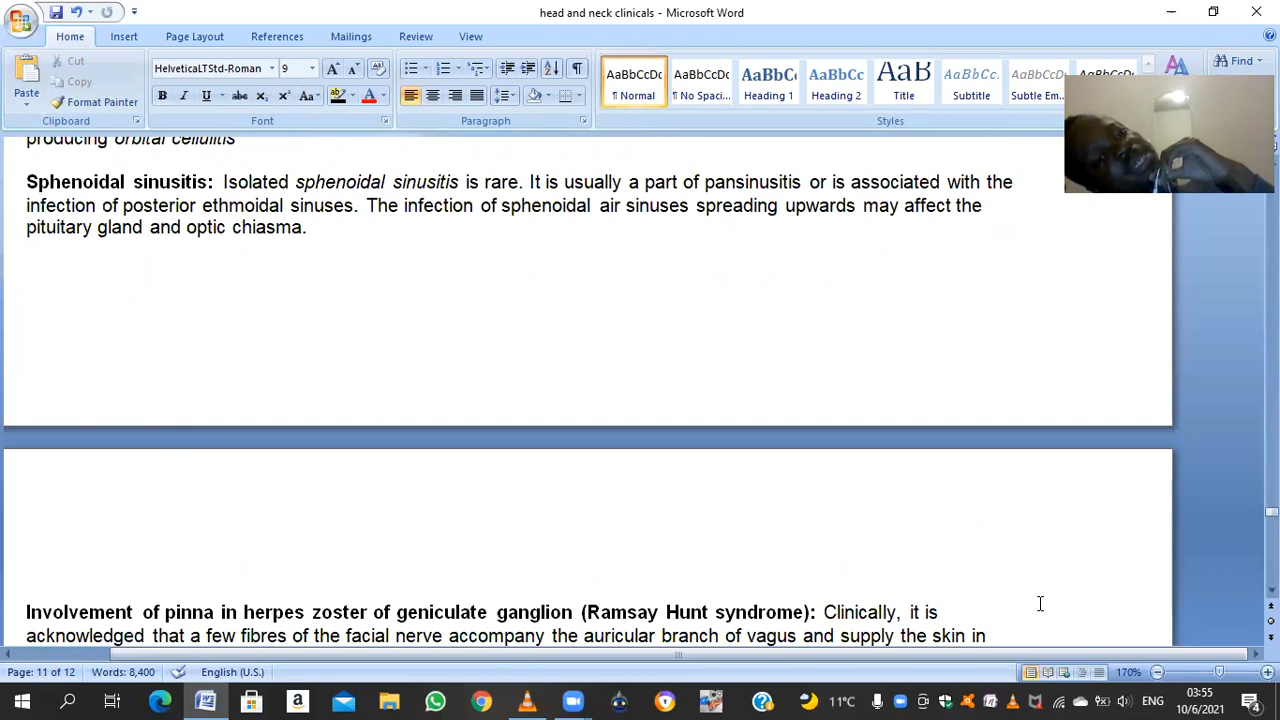 head and neck clinicals - Microsoft Word
Home Insert Page Layout References Mailings Review View
Paste
Cut
Copy
Format Painter
Clipboard
HelveticaLTStd-Roman 9
Font
Paragraph
AaBbCcDc AaBbCcDc AaBbCc AaBbCc AaB AaBbCc. AaBbCcDc AaBbCcDc
¶ Normal ¶ No Spaci... Heading 1 Heading 2 Title Subtitle Subtle Em...
Styles
Find
producing orbital cellulitis
Sphenoidal sinusitis: Isolated sphenoidal sinusitis is rare. It is usually a part of pansinusitis or is associated with the
infection of posterior ethmoidal sinuses. The infection of sphenoidal air sinuses spreading upwards may affect the
pituitary gland and optic chiasma.
Involvement of pinna in herpes zoster of geniculate ganglion (Ramsay Hunt syndrome): Clinically, it is
acknowledged that a few fibres of the facial nerve accompany the auricular branch of vagus and supply the skin in
Page: 11 of 12 Words: 8,400 English (U.S.) 170%
11°C ENG 03:55
10/6/2021